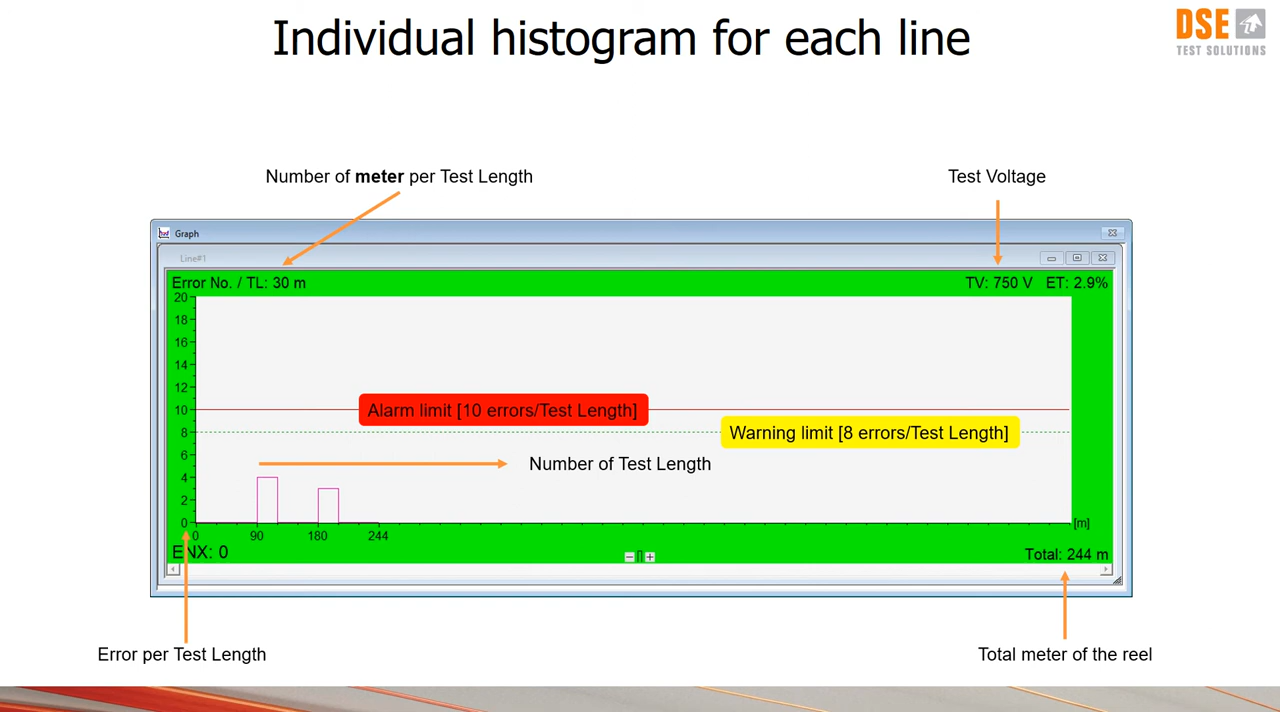 Individual histogram for each line
DSE
TEST SOLUTIONS
Number of meter per Test Length
Test Voltage
Graph
Line#1
Error No. / TL: 30 m
TV: 750 V ET: 2.9%
20
18
16
14
12
10
Alarm limit [10 errors/Test Length]
8
Warning limit [8 errors/Test Length]
6
Number of Test Length
4
2
0
[m]
0 90 180 244
ENX: 0
Total: 244 m
Error per Test Length
Total meter of the reel